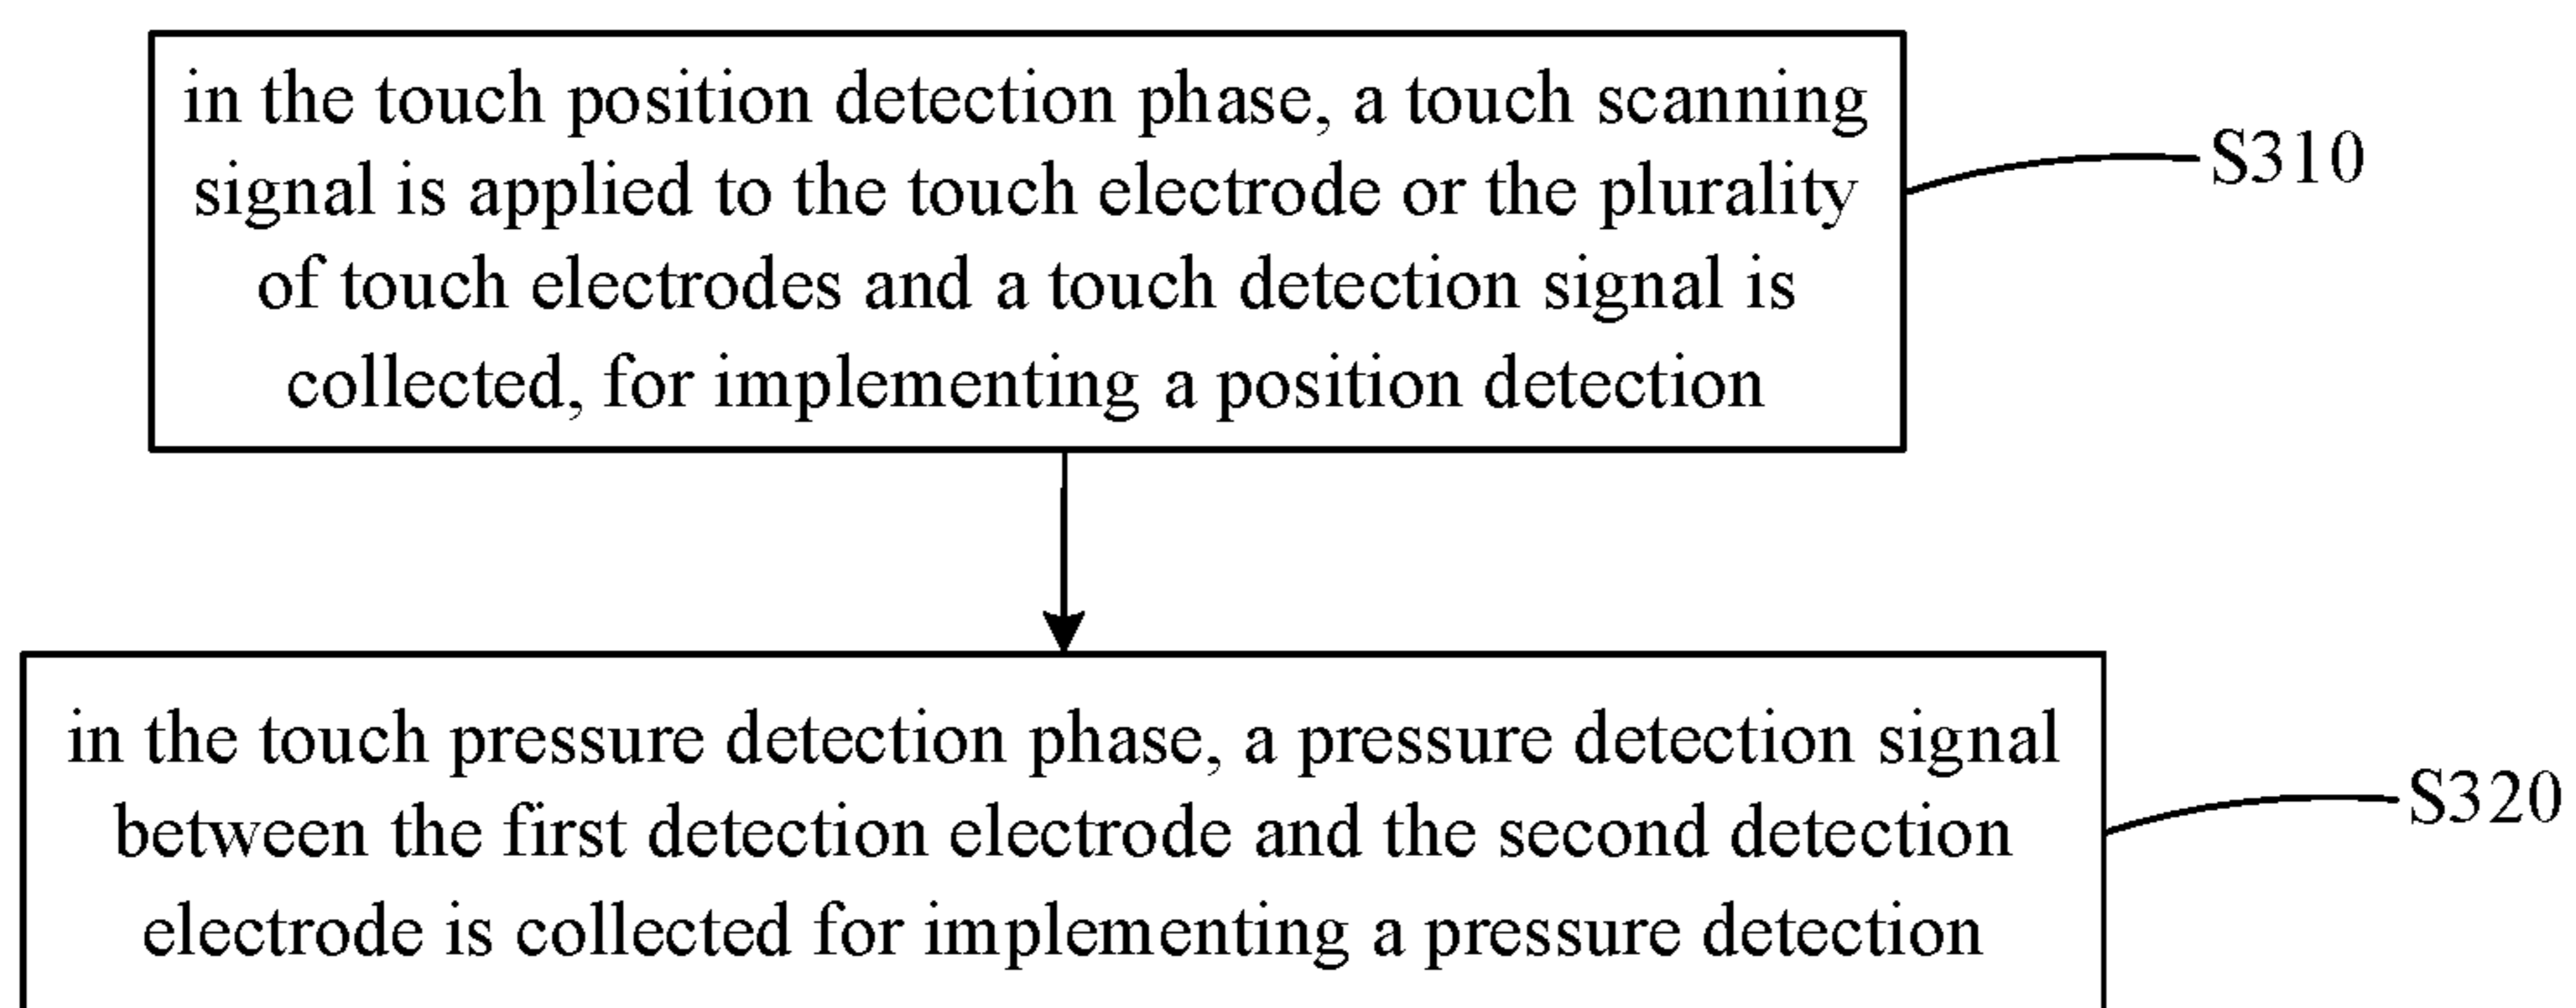 in the touch position detection phase, a touch scanning
signal is applied to the touch electrode or the plurality
of touch electrodes and a touch detection signal is
collected, for implementing a position detection
S310
in the touch pressure detection phase, a pressure detection signal
between the first detection electrode and the second detection
electrode is collected for implementing a pressure detection
S320